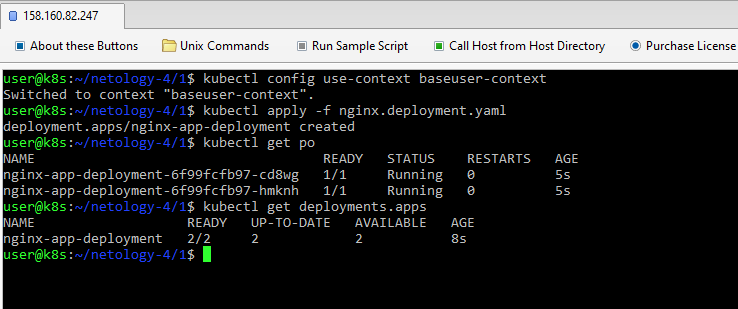 158.160.82.247
About these Buttons Unix Commands Run Sample Script Call Host from Host Directory Purchase License
user@k8s:~/netology-4/1$ kubectl config use-context baseuser-context
Switched to context "baseuser-context".
user@k8s:~/netology-4/1$ kubectl apply -f nginx.deployment.yaml
deployment.apps/nginx-app-deployment created
user@k8s:~/netology-4/1$ kubectl get po
NAME READY STATUS RESTARTS AGE
nginx-app-deployment-6f99fcfb97-cd8wg 1/1 Running 0 5s
nginx-app-deployment-6f99fcfb97-hmknh 1/1 Running 0 5s
user@k8s:~/netology-4/1$ kubectl get deployments.apps
NAME READY UP-TO-DATE AVAILABLE AGE
nginx-app-deployment 2/2 2 2 8s
user@k8s:~/netology-4/1$